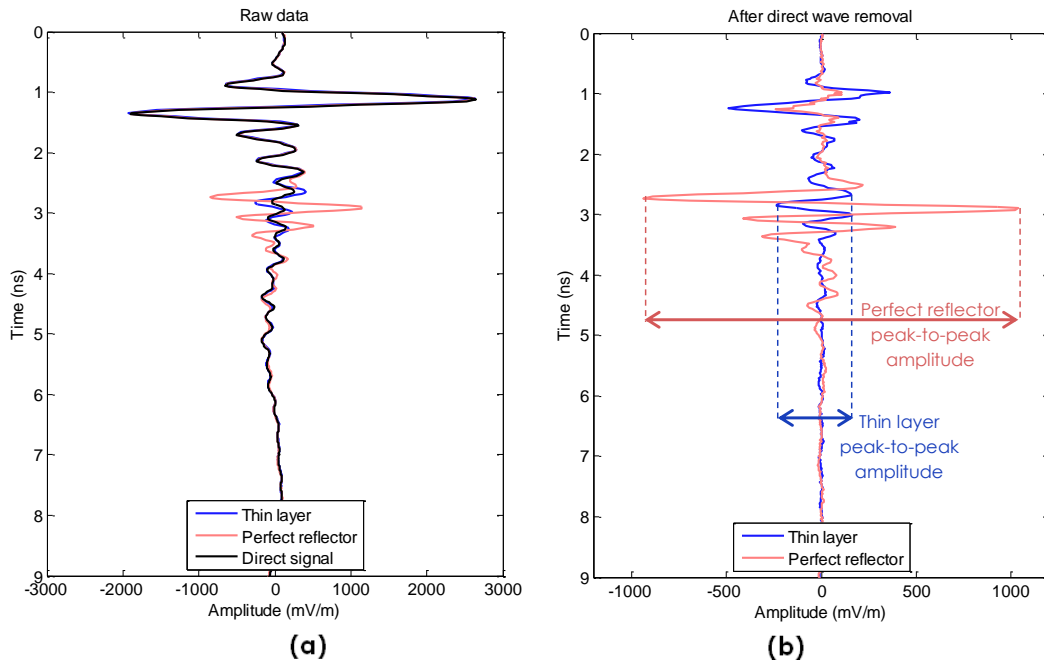 Raw data
0
1
2
3
4
5
6
7
8
9
Time (ns)
-3000
-2000
-1000
0
1000
2000
3000
Amplitude (mV/m)
Thin layer
Perfect reflector
Direct signal
(a)
After direct wave removal
0
1
2
3
4
5
6
7
8
9
Time (ns)
-1000
-500
0
500
1000
Amplitude (mV/m)
Perfect reflector
peak-to-peak
amplitude
Thin layer
peak-to-peak
amplitude
Thin layer
Perfect reflector
(b)